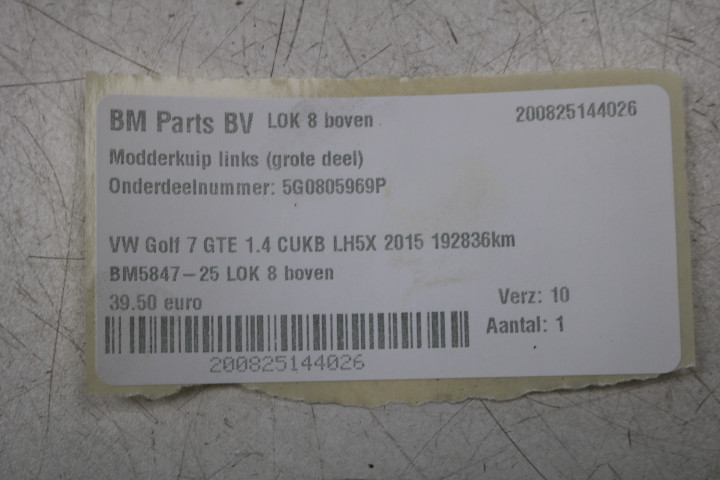 BM Parts BV LOK 8 boven 200825144026
Modderkuip links (grote deel)
Onderdeelnummer: 5G0805969P
VW Golf 7 GTE 1.4 CUKB LH5X 2015 192836km
BM5847-25 LOK 8 boven
39.50 euro Verz: 10
Aantal: 1
200825144026